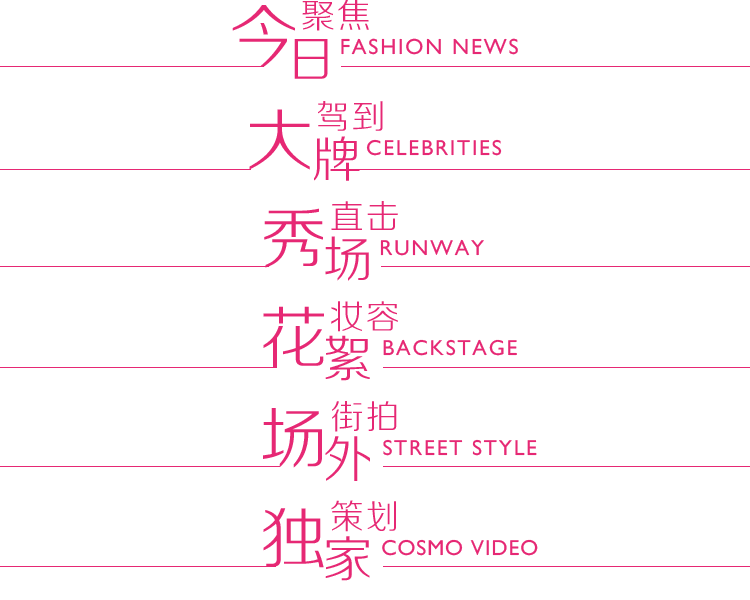 今日聚焦
FASHION NEWS
大牌驾到
CELEBRITIES
秀场直击
RUNWAY
花絮妆容
BACKSTAGE
场外街拍
STREET STYLE
独家策划
COSMO VIDEO